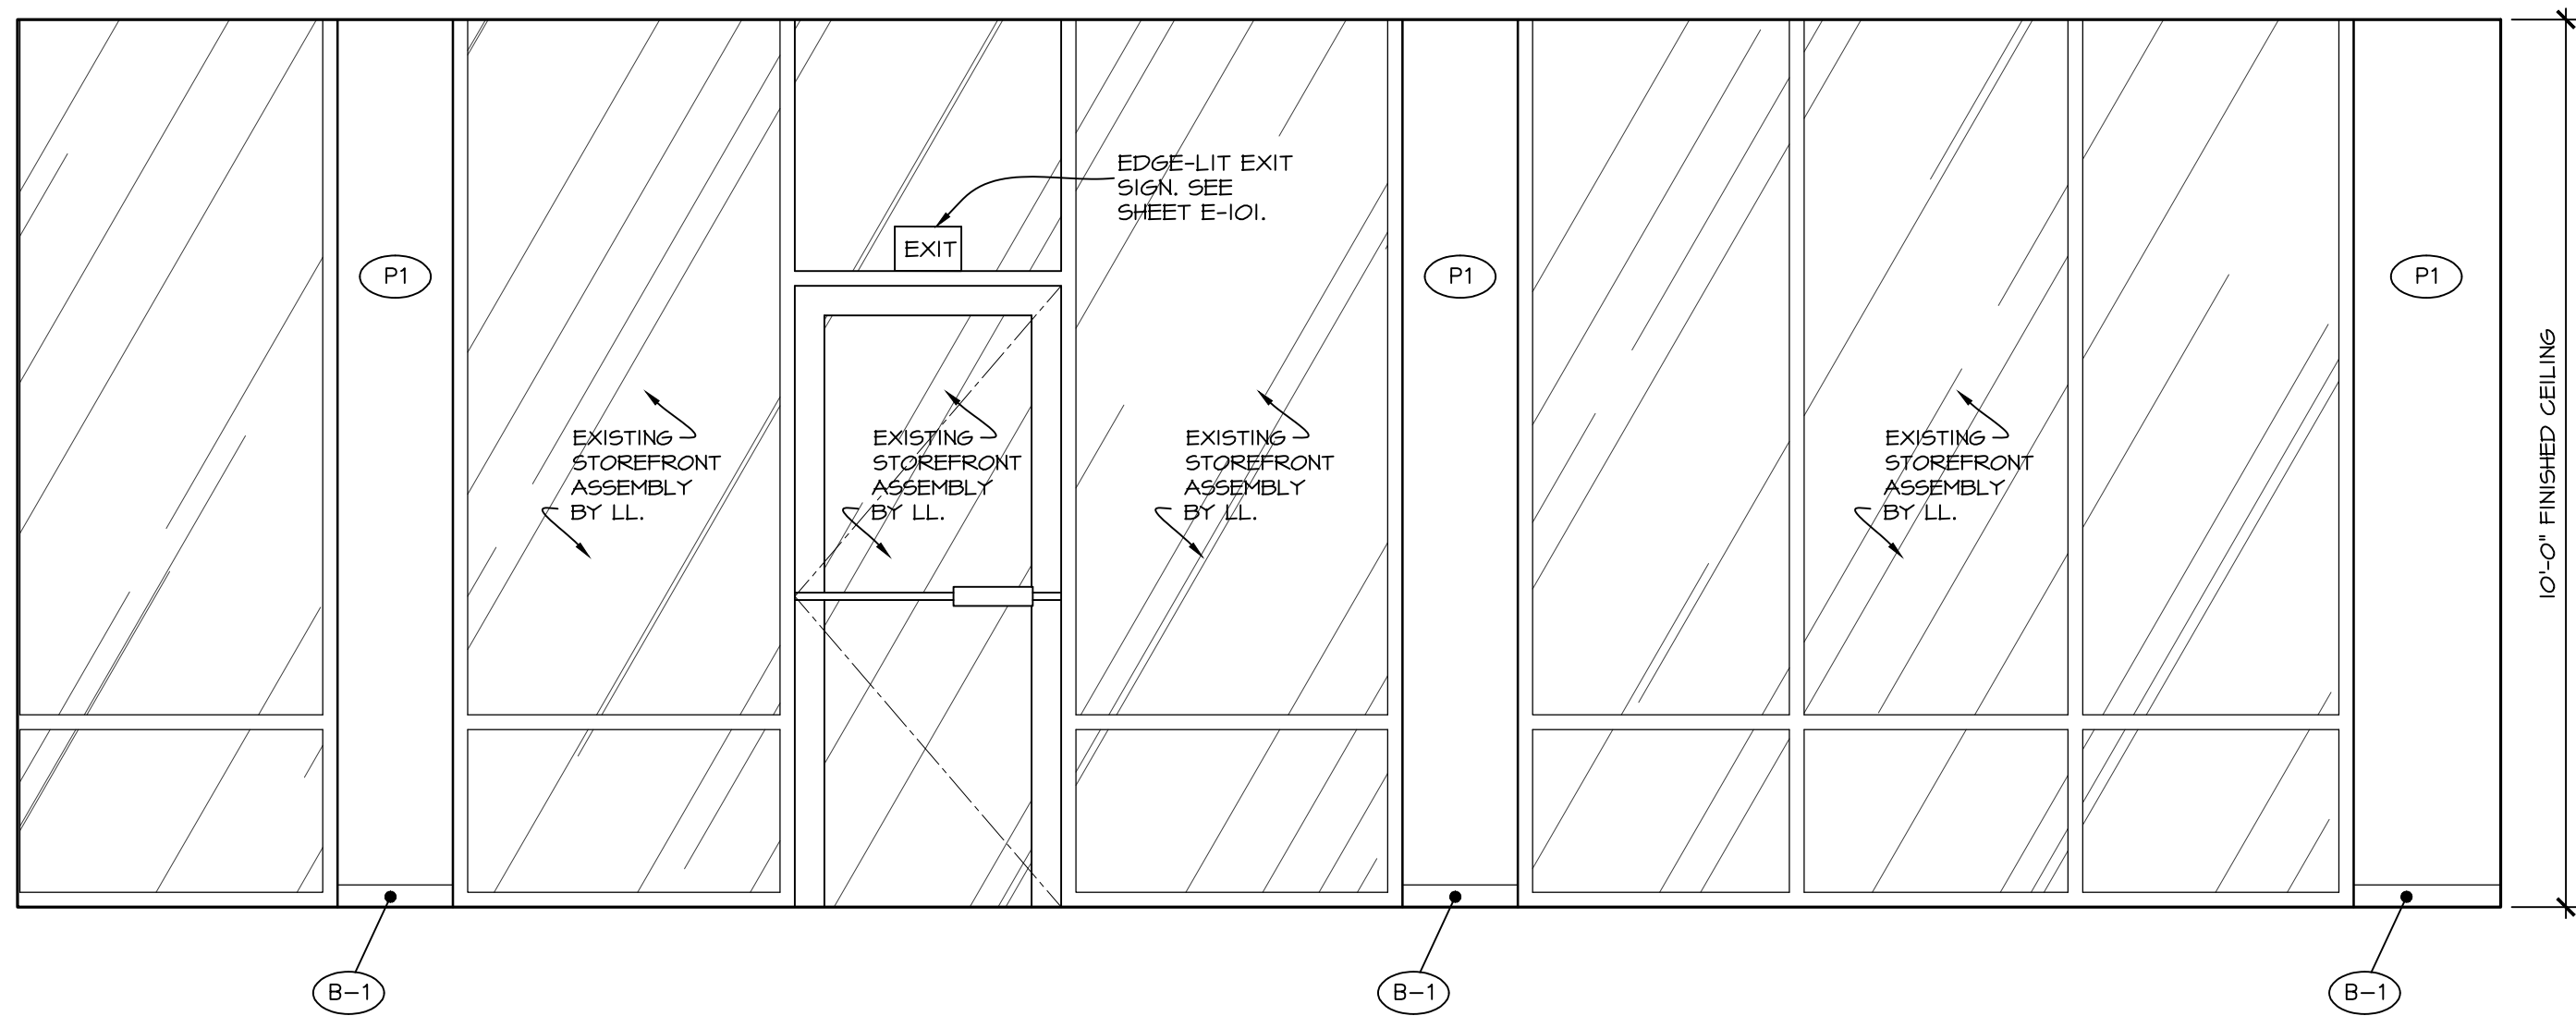 EDGE-LIT EXIT
SIGN. SEE
SHEET E-101.
EXIT
P1
P1
P1
EXISTING
STOREFRONT
ASSEMBLY
BY LL.
EXISTING
STOREFRONT
ASSEMBLY
BY LL.
EXISTING
STOREFRONT
ASSEMBLY
BY LL.
EXISTING
STOREFRONT
ASSEMBLY
BY LL.
10'-0" FINISHED CEILING
B-1
B-1
B-1